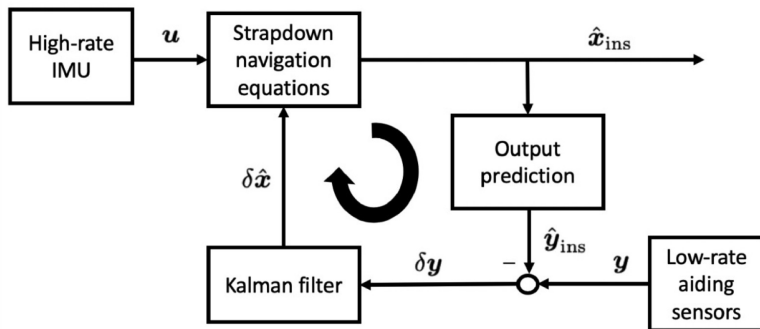 High-rate
IMU
u
Strapdown
navigation
equations
x̂ins
Output
prediction
δx̂
ŷins
Kalman filter
δy
−
y
Low-rate
aiding
sensors